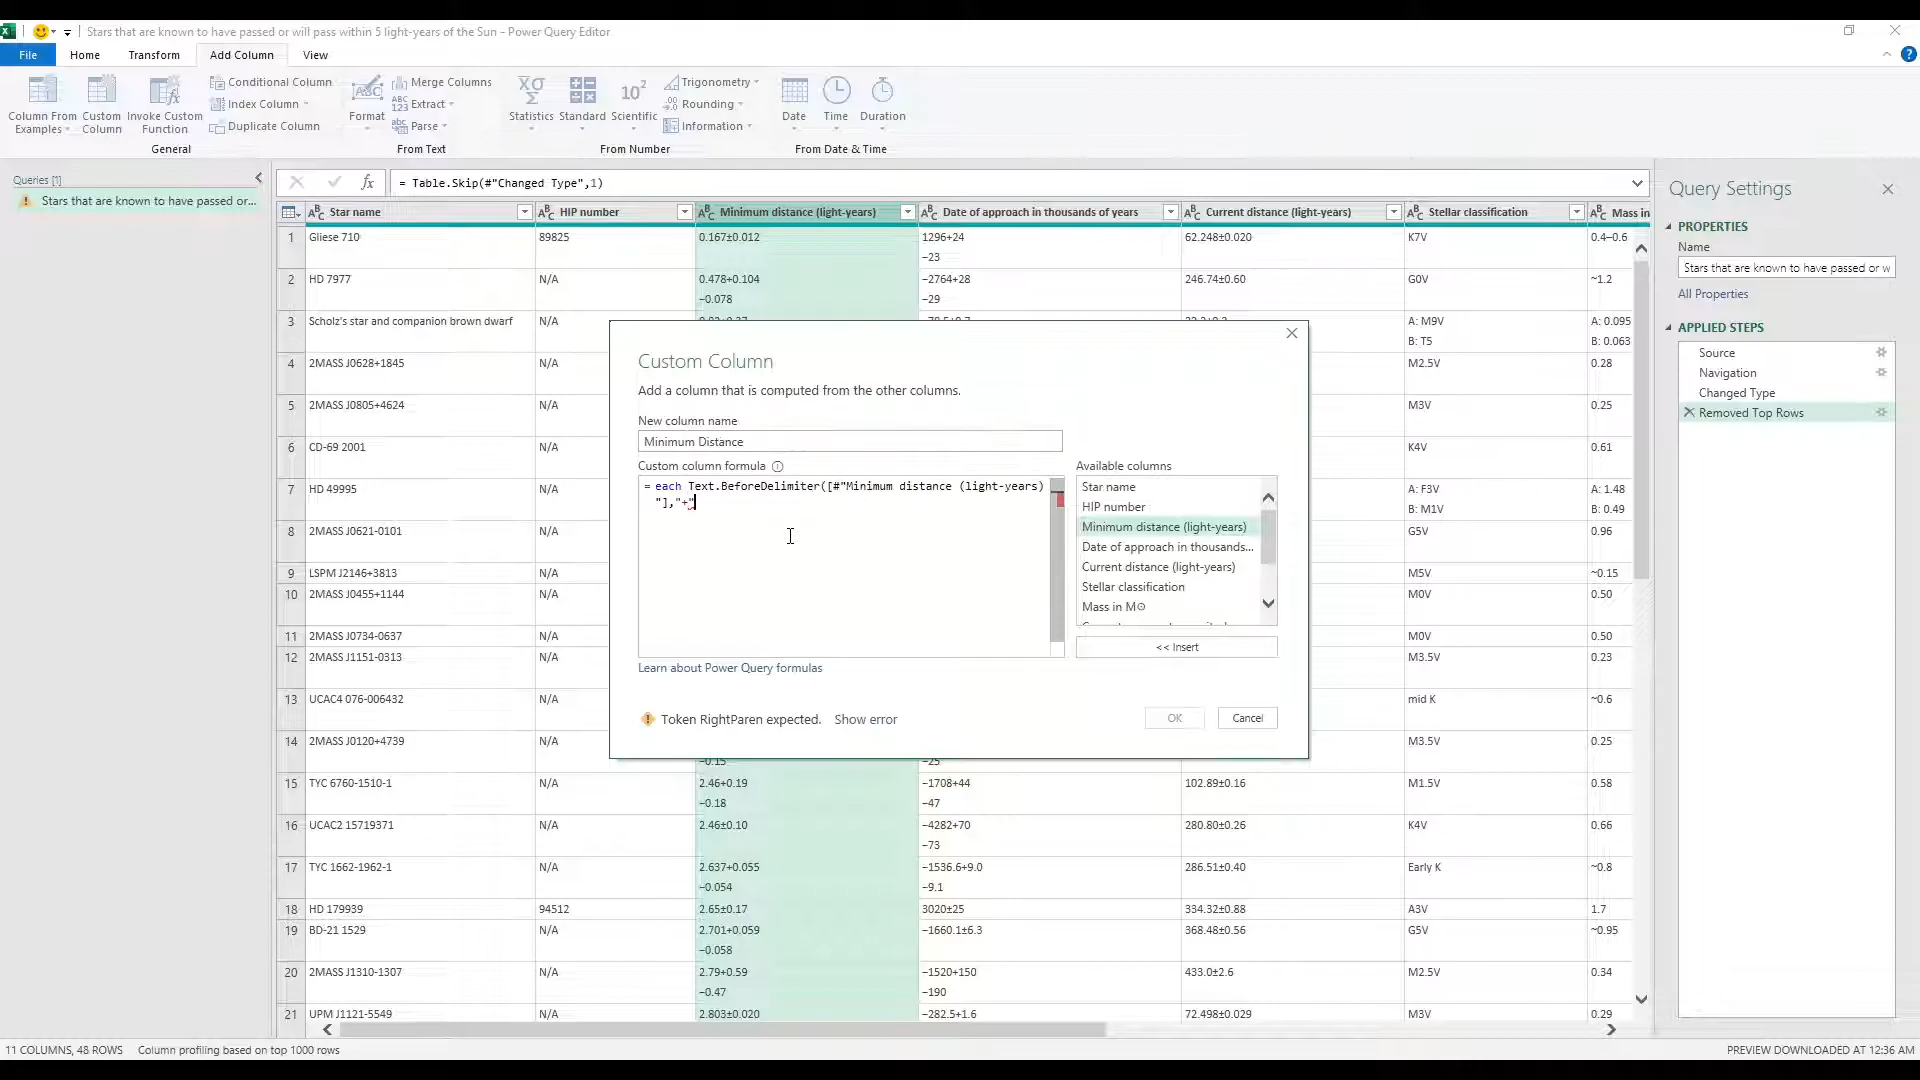 Stars that are known to have passed or will pass within 5 light-years of the Sun - Power Query Editor
File Home Transform Add Column View
Column From Examples
Custom Column
Invoke Custom Function
Conditional Column
Index Column
Duplicate Column
General
Format
Merge Columns
Extract
Parse
From Text
Statistics
Standard
Scientific
Trigonometry
Rounding
Information
From Number
Date
Time
Duration
From Date & Time
Queries [1]
Stars that are known to have passed or...
fx = Table.Skip(#"Changed Type",1)
Star name HIP number Minimum distance (light-years) Date of approach in thousands of years Current distance (light-years) Stellar classification Mass in
1 Gliese 710 89825 0.167±0.012 1296+24 62.248±0.020 K7V 0.4–0.6
−23
2 HD 7977 N/A 0.478+0.104 −2764+28 246.74±0.60 G0V ~1.2
−0.078 −29
3 Scholz's star and companion brown dwarf N/A A: M9V A: 0.095
B: T5 B: 0.063
4 2MASS J0628+1845 N/A M2.5V 0.28
5 2MASS J0805+4624 N/A M3V 0.25
6 CD-69 2001 N/A K4V 0.61
7 HD 49995 N/A A: F3V A: 1.48
B: M1V B: 0.49
8 2MASS J0621-0101 N/A G5V 0.96
9 LSPM J2146+3813 N/A M5V ~0.15
10 2MASS J0455+1144 N/A M0V 0.50
11 2MASS J0734-0637 N/A M0V 0.50
12 2MASS J1151-0313 N/A M3.5V 0.23
13 UCAC4 076-006432 N/A mid K ~0.6
14 2MASS J0120+4739 N/A M3.5V 0.25
−0.15 −25
15 TYC 6760-1510-1 N/A 2.46+0.19 −1708+44 102.89±0.16 M1.5V 0.58
−0.18 −47
16 UCAC2 15719371 N/A 2.46±0.10 −4282+70 280.80±0.26 K4V 0.66
−73
17 TYC 1662-1962-1 N/A 2.637+0.055 −1536.6+9.0 286.51±0.40 Early K ~0.8
−0.054 −9.1
18 HD 179939 94512 2.65±0.17 3020±25 334.32±0.88 A3V 1.7
19 BD-21 1529 N/A 2.701+0.059 −1660.1±6.3 368.48±0.56 G5V ~0.95
−0.058
20 2MASS J1310-1307 N/A 2.79+0.59 −1520+150 433.0±2.6 M2.5V 0.34
−0.47 −190
21 UPM J1121-5549 N/A 2.803±0.020 −282.5+1.6 72.498±0.029 M3V 0.29
Custom Column
Add a column that is computed from the other columns.
New column name
Minimum Distance
Custom column formula
= each Text.BeforeDelimiter([#"Minimum distance (light-years)
"],"+"
Learn about Power Query formulas
Available columns
Star name
HIP number
Minimum distance (light-years)
Date of approach in thousands...
Current distance (light-years)
Stellar classification
Mass in M⊙
<< Insert
Token RightParen expected. Show error
OK Cancel
Query Settings
PROPERTIES
Name
Stars that are known to have passed or w
All Properties
APPLIED STEPS
Source
Navigation
Changed Type
Removed Top Rows
11 COLUMNS, 48 ROWS Column profiling based on top 1000 rows
PREVIEW DOWNLOADED AT 12:36 AM